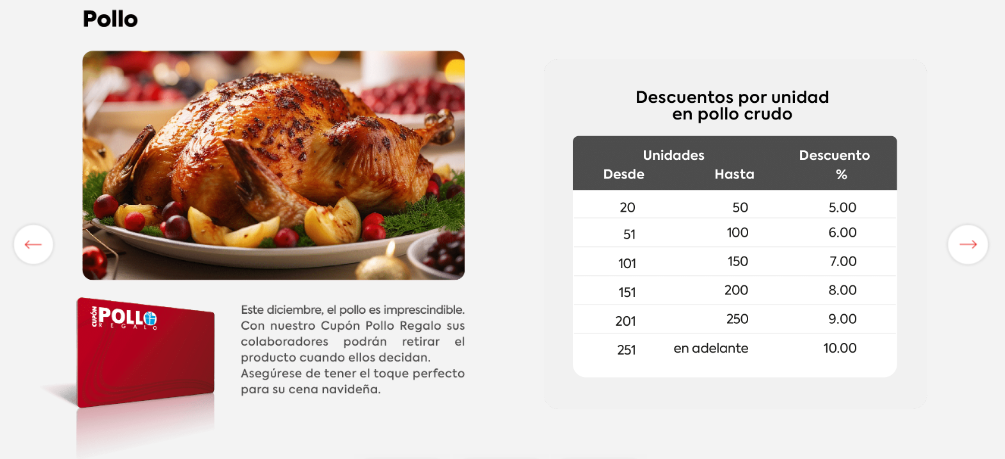 Pollo
CUPÓN
POLLO
REGALO
Este diciembre, el pollo es imprescindible.
Con nuestro Cupón Pollo Regalo sus
colaboradores podrán retirar el
producto cuando ellos decidan.
Asegúrese de tener el toque perfecto
para su cena navideña.
Descuentos por unidad
en pollo crudo
Unidades Descuento
Desde Hasta %
20 50 5.00
51 100 6.00
101 150 7.00
151 200 8.00
201 250 9.00
251 en adelante 10.00